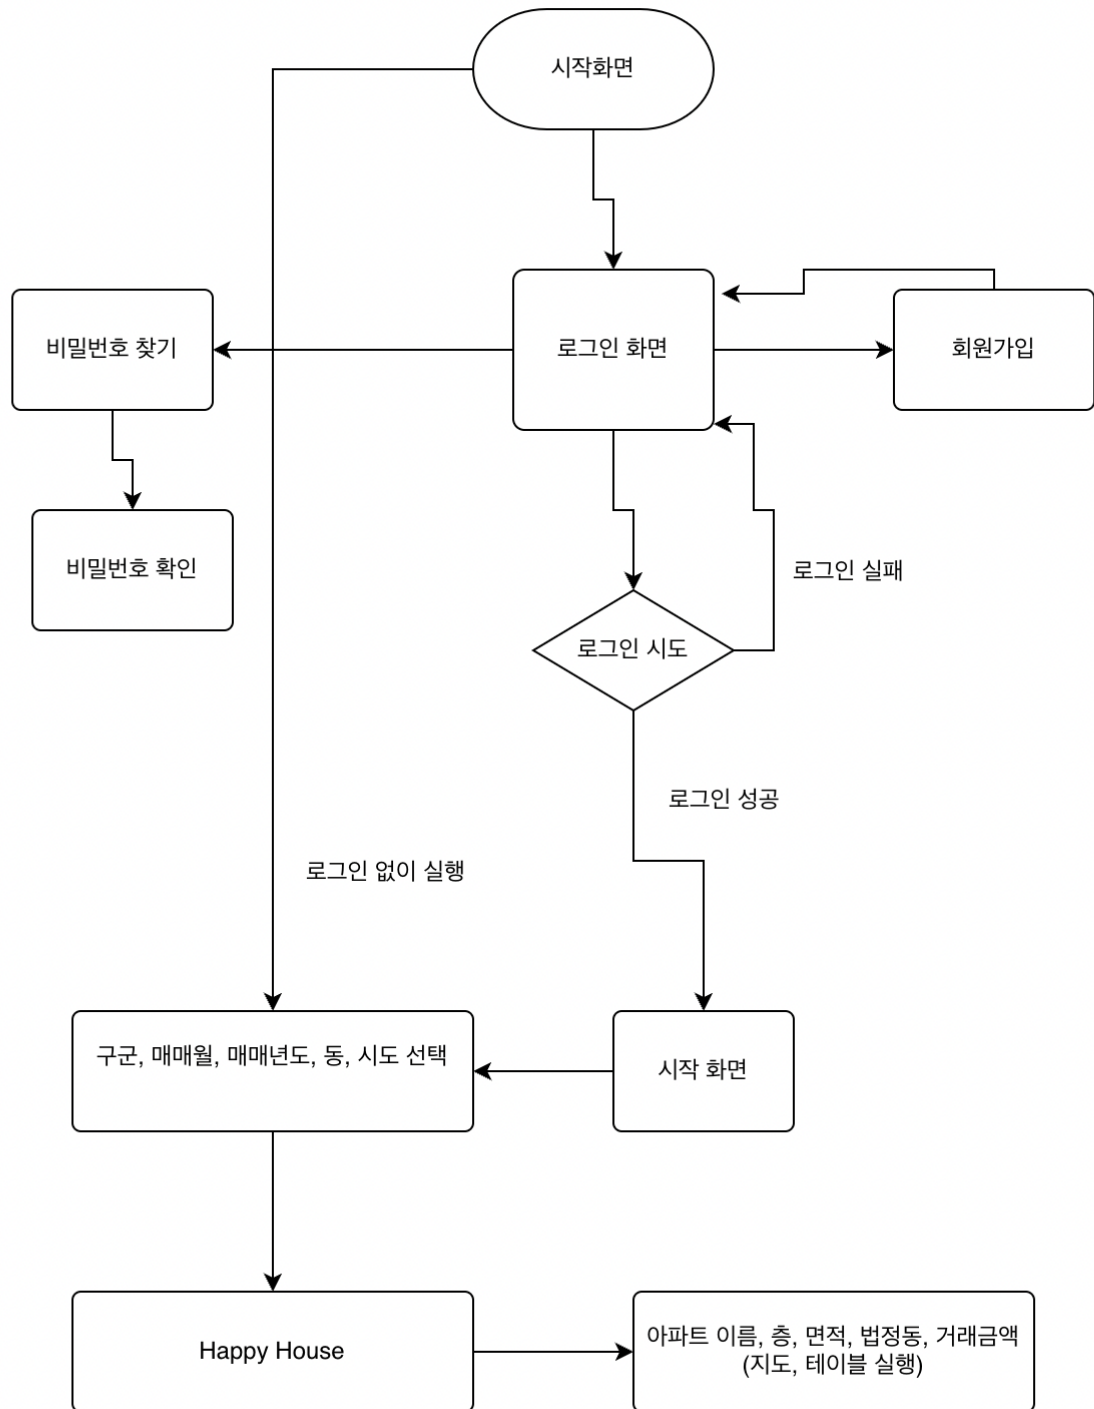 시작화면
비밀번호 찾기
로그인 화면
회원가입
비밀번호 확인
로그인 실패
로그인 시도
로그인 성공
로그인 없이 실행
구군, 매매월, 매매년도, 동, 시도 선택
시작 화면
Happy House
아파트 이름, 층, 면적, 법정동, 거래금액
(지도, 테이블 실행)